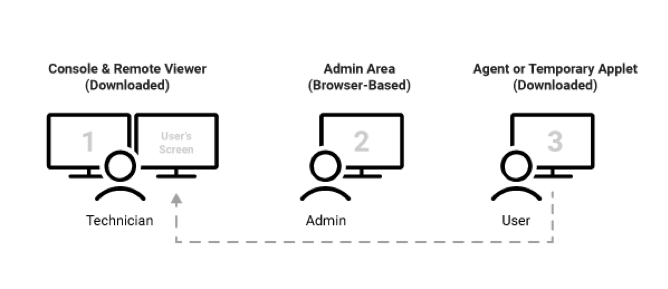 Console & Remote Viewer
(Downloaded)
Admin Area
(Browser-Based)
Agent or Temporary Applet
(Downloaded)
1
User's
Screen
2
3
Technician
Admin
User